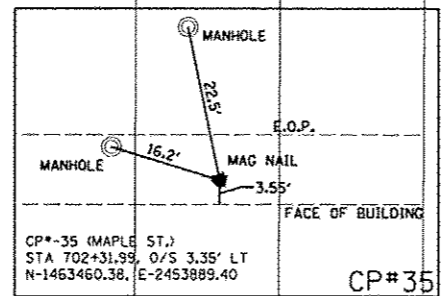 MANHOLE
22.5'
E.O.P.
16.2'
MANHOLE
MAG NAIL
3.55'
FACE OF BUILDING
CP#-35 (MAPLE ST.)
STA 702+31.99, O/S 3.35' LT
N-1463460.38, E-2453889.40
CP#35